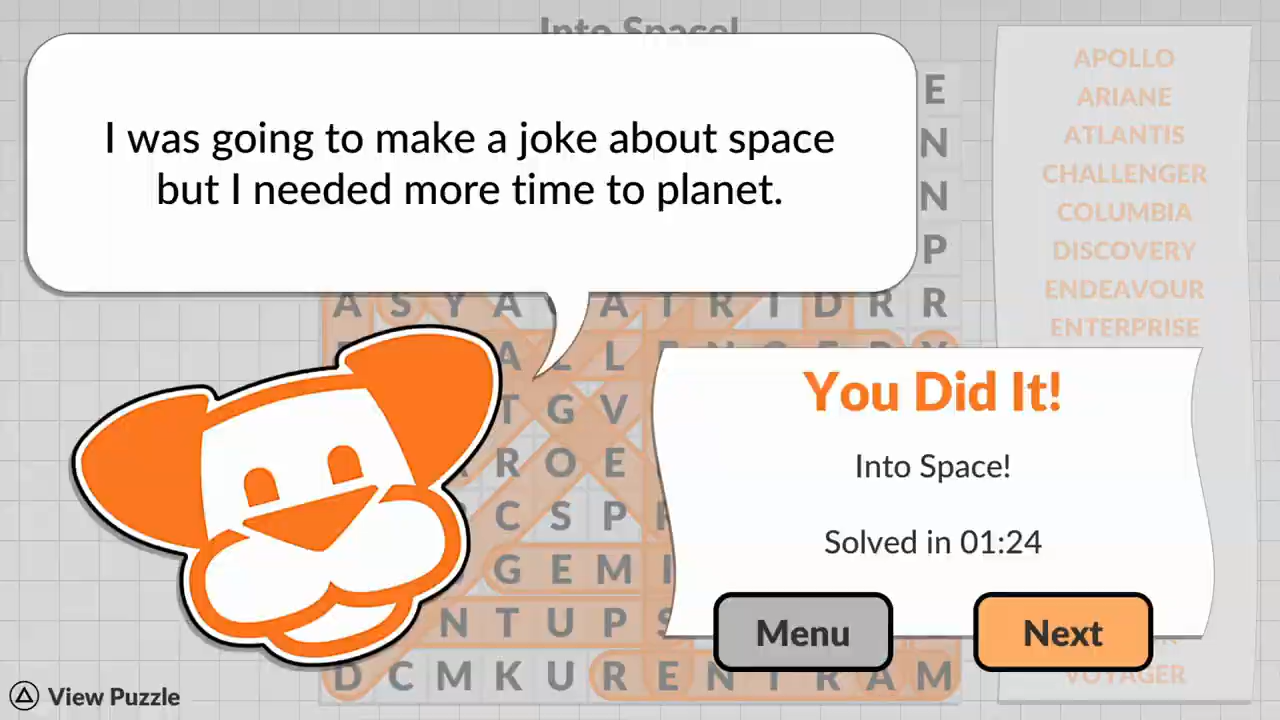 Into Space!
I was going to make a joke about space
but I needed more time to planet.
E
N
N
P
A S Y A A T R I D R R
A L
T G V
R O E
C S P
G E M I
N T U P S
D C M K U R E N I R A M
APOLLO
ARIANE
ATLANTIS
CHALLENGER
COLUMBIA
DISCOVERY
ENDEAVOUR
ENTERPRISE
VOYAGER
You Did It!
Into Space!
Solved in 01:24
Menu
Next
View Puzzle